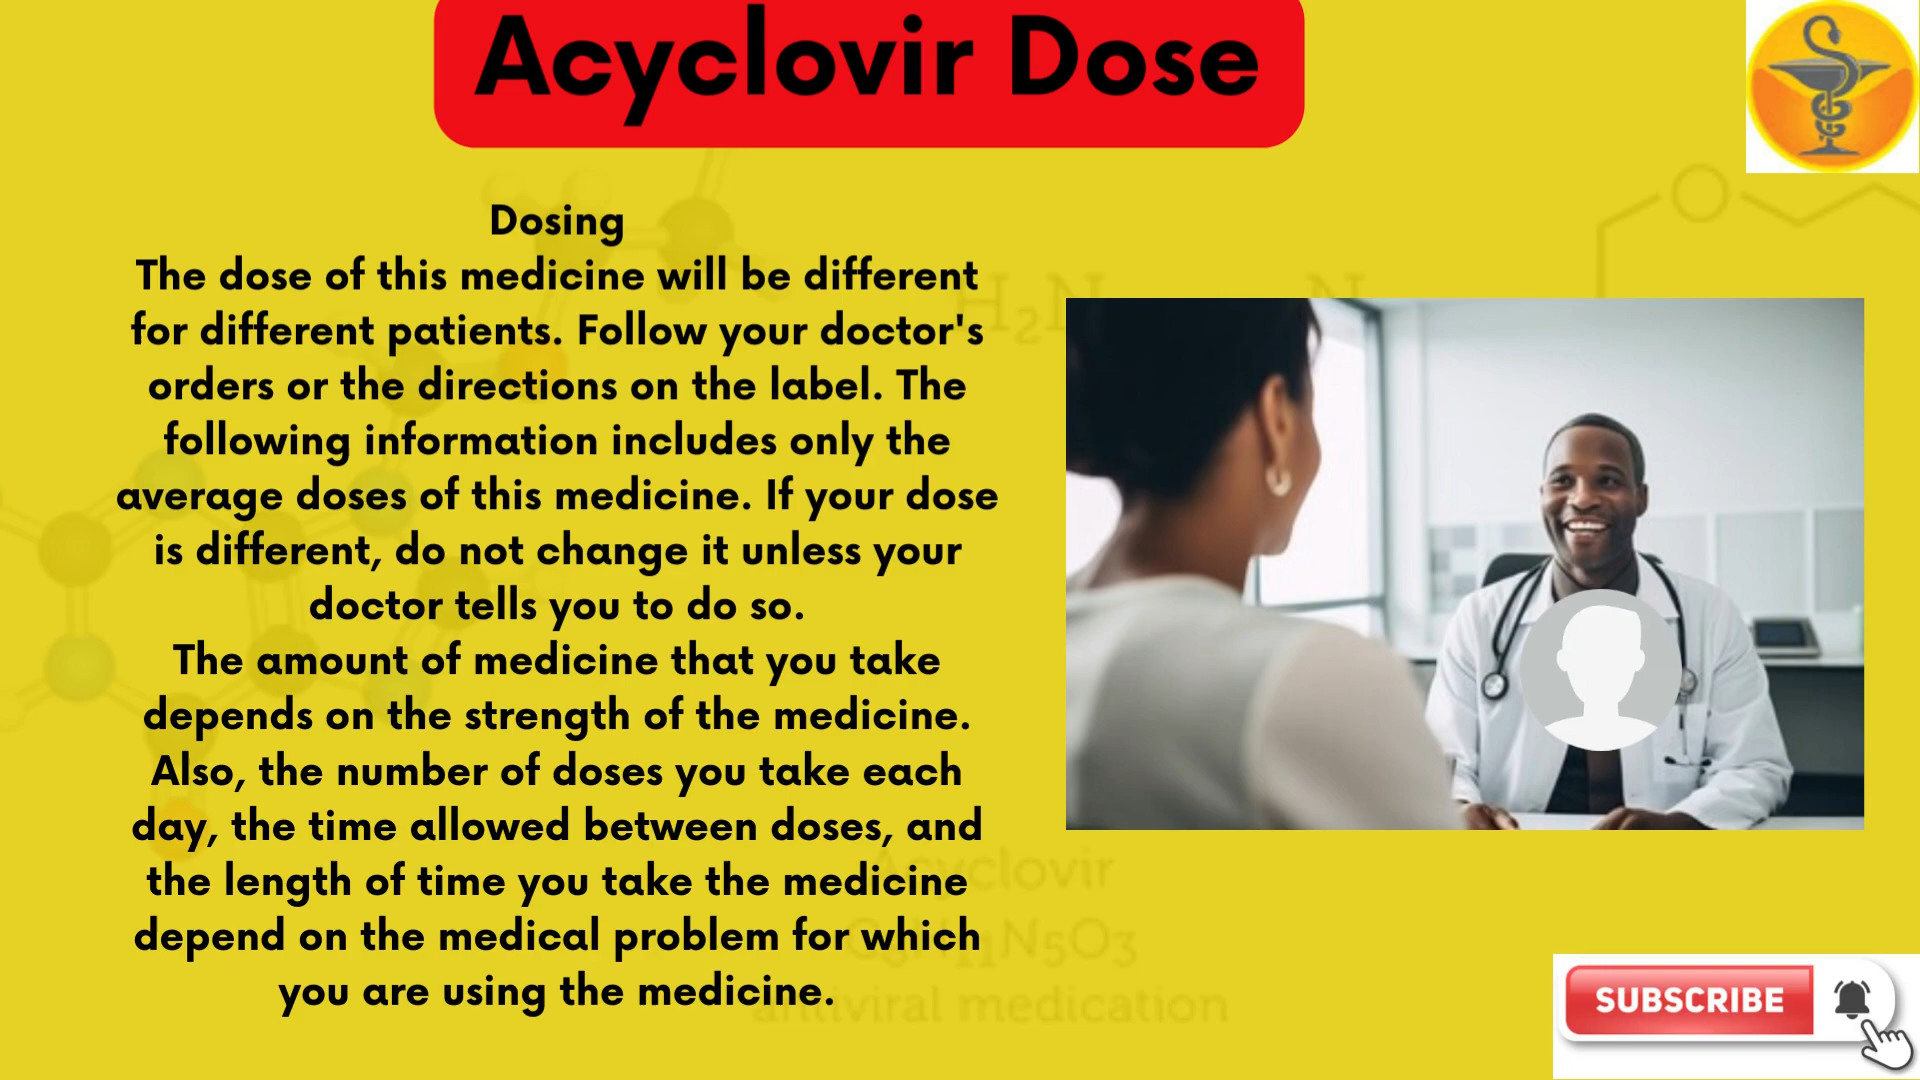 Acyclovir Dose
Dosing
The dose of this medicine will be different
for different patients. Follow your doctor's
orders or the directions on the label. The
following information includes only the
average doses of this medicine. If your dose
is different, do not change it unless your
doctor tells you to do so.
The amount of medicine that you take
depends on the strength of the medicine.
Also, the number of doses you take each
day, the time allowed between doses, and
the length of time you take the medicine
depend on the medical problem for which
you are using the medicine.
H₂N
N
O
Acyclovir
C₈H₁₁N₅O₃
antiviral medication
SUBSCRIBE